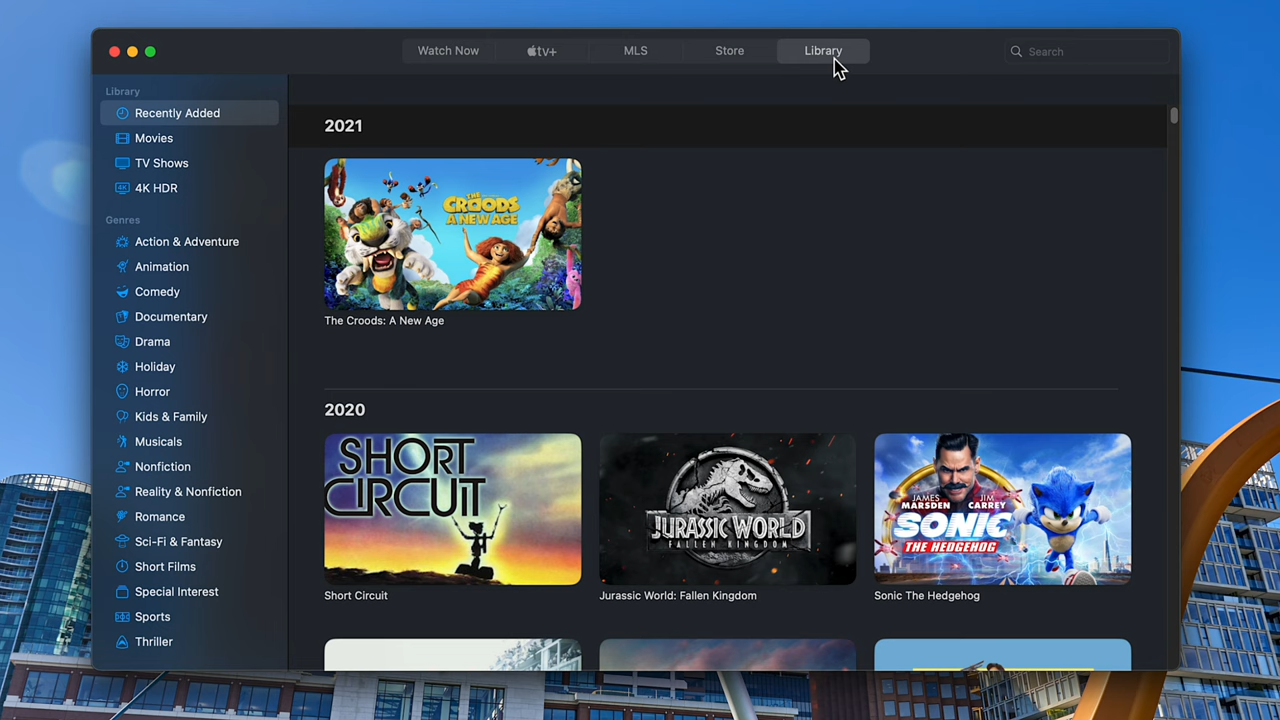 Watch Now
tv+
MLS
Store
Library
Search
Library
Recently Added
Movies
TV Shows
4K HDR
Genres
Action & Adventure
Animation
Comedy
Documentary
Drama
Holiday
Horror
Kids & Family
Musicals
Nonfiction
Reality & Nonfiction
Romance
Sci-Fi & Fantasy
Short Films
Special Interest
Sports
Thriller
2021
THE
CROODS
A NEW AGE
The Croods: A New Age
2020
SHORT
CIRCUIT
Short Circuit
JURASSIC WORLD
FALLEN KINGDOM
Jurassic World: Fallen Kingdom
JAMES MARSDEN
JIM CARREY
SONIC
THE HEDGEHOG
Sonic The Hedgehog